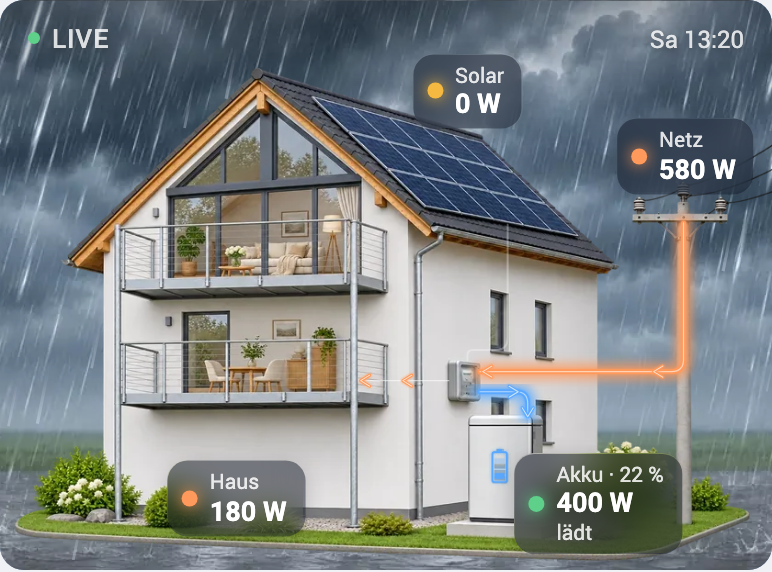 LIVE
Sa 13:20
Solar
0 W
Netz
580 W
Haus
180 W
Akku · 22 %
400 W
lädt